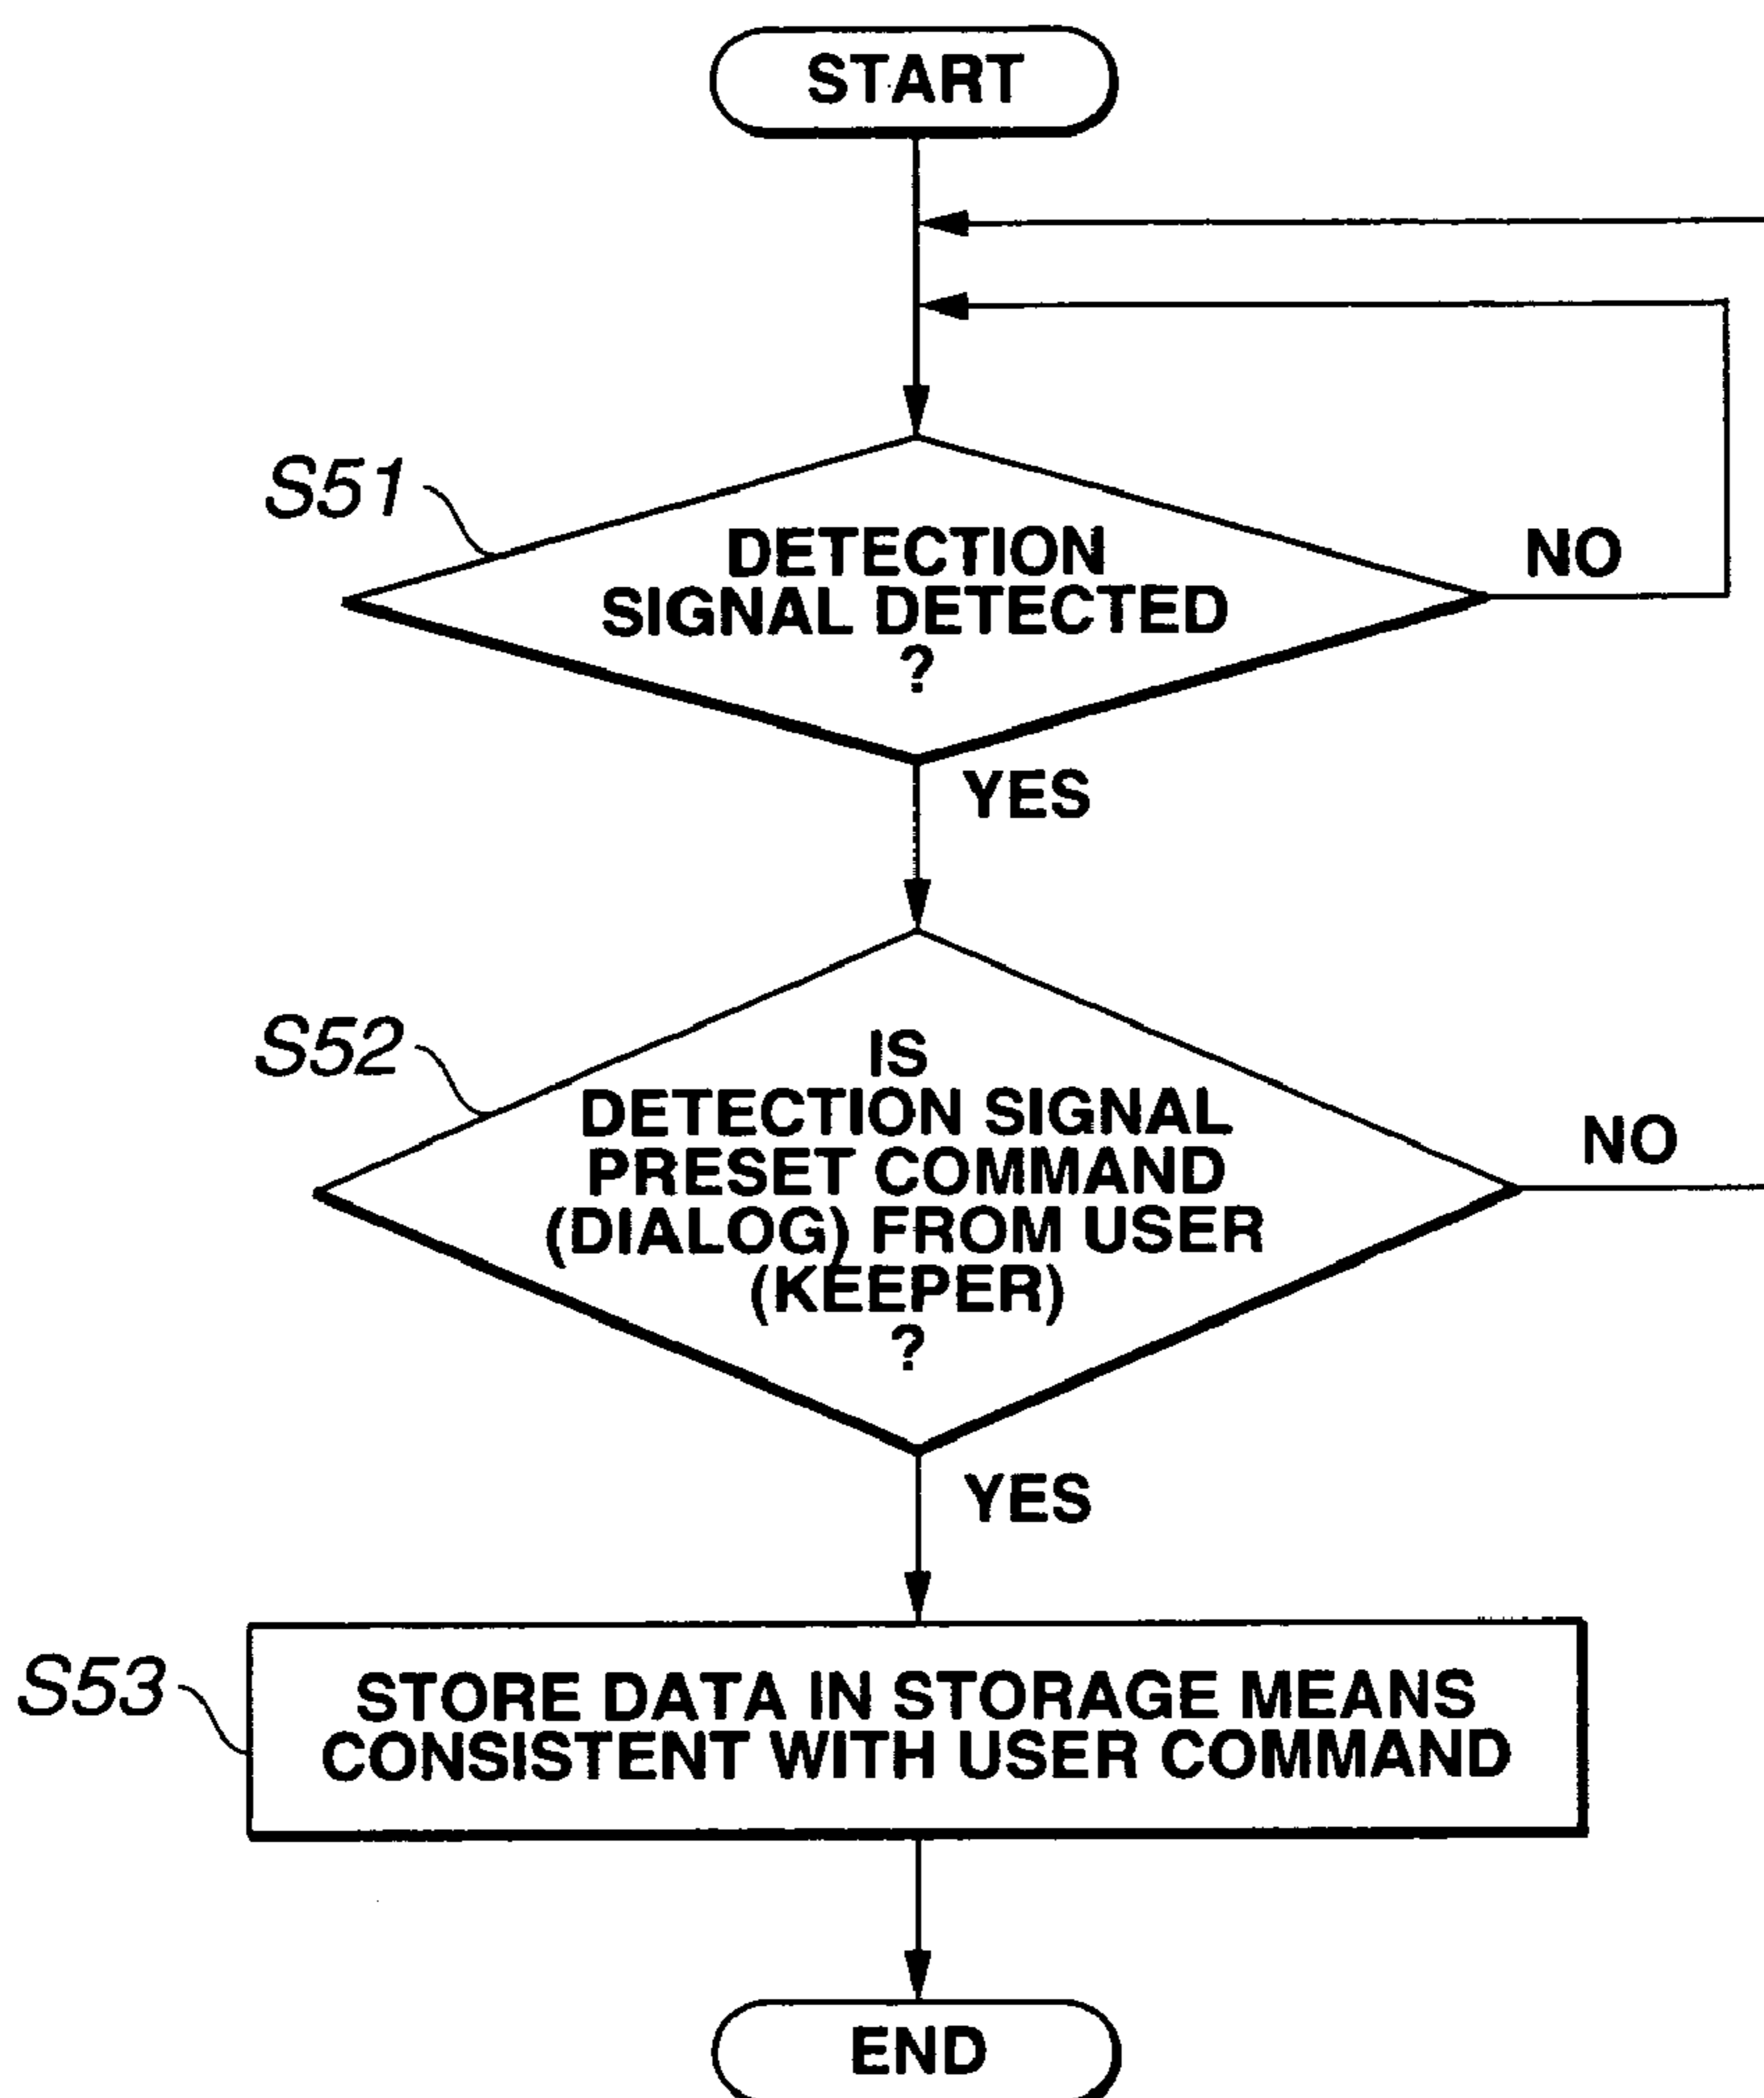 START
S51
DETECTION
SIGNAL DETECTED
?
NO
YES
S52
IS
DETECTION SIGNAL
PRESET COMMAND
(DIALOG) FROM USER
(KEEPER)
?
NO
YES
S53
STORE DATA IN STORAGE MEANS
CONSISTENT WITH USER COMMAND
END